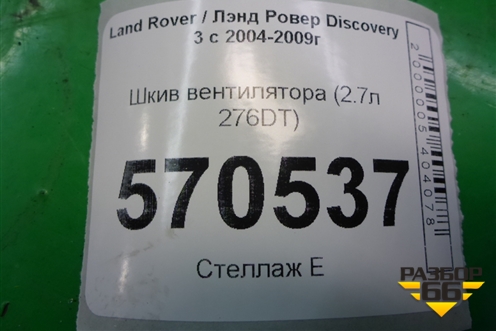 Land Rover / Лэнд Ровер Discovery
3 с 2004-2009г
Шкив вентилятора (2.7л
276DT)
570537
Стеллаж Е
2000005404078
РАЗБОР
66